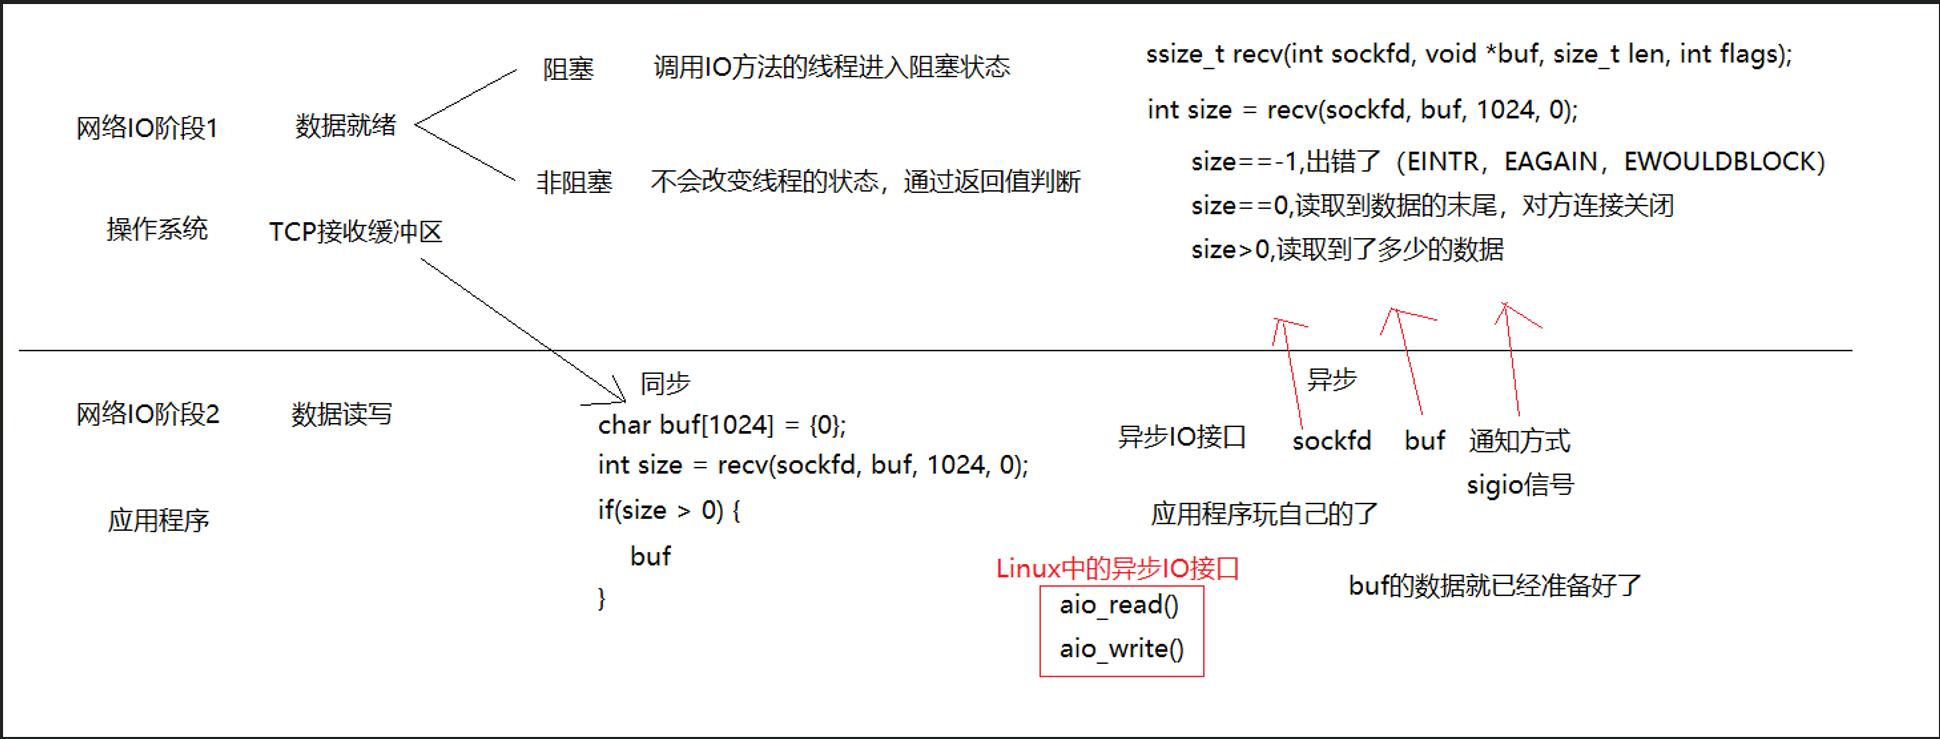 阻塞 调用IO方法的线程进入阻塞状态
网络IO阶段1 数据就绪
非阻塞 不会改变线程的状态，通过返回值判断
操作系统 TCP接收缓冲区
ssize_t recv(int sockfd, void *buf, size_t len, int flags);
int size = recv(sockfd, buf, 1024, 0);
size==-1,出错了（EINTR，EAGAIN，EWOULDBLOCK）
size==0,读取到数据的末尾，对方连接关闭
size>0,读取到了多少的数据
网络IO阶段2 数据读写
应用程序
同步
char buf[1024] = {0};
int size = recv(sockfd, buf, 1024, 0);
if(size > 0) {
buf
}
异步
异步IO接口 sockfd buf 通知方式
sigio信号
应用程序玩自己的了
buf的数据就已经准备好了
Linux中的异步IO接口
aio_read()
aio_write()